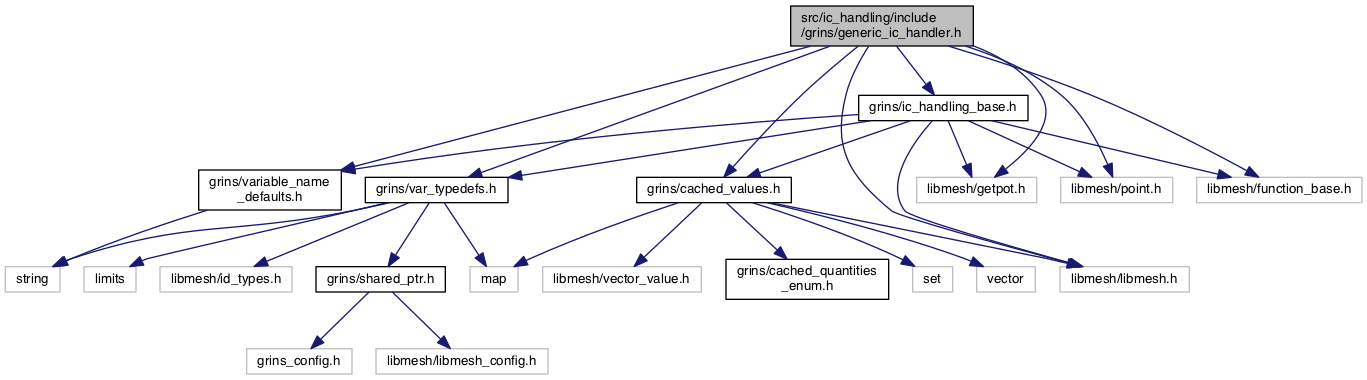 src/ic_handling/include
/grins/generic_ic_handler.h
grins/ic_handling_base.h
grins/variable_name
_defaults.h
grins/var_typedefs.h
grins/cached_values.h
libmesh/getpot.h
libmesh/point.h
libmesh/function_base.h
string
limits
libmesh/id_types.h
grins/shared_ptr.h
map
libmesh/vector_value.h
grins/cached_quantities
_enum.h
set
vector
libmesh/libmesh.h
grins_config.h
libmesh/libmesh_config.h